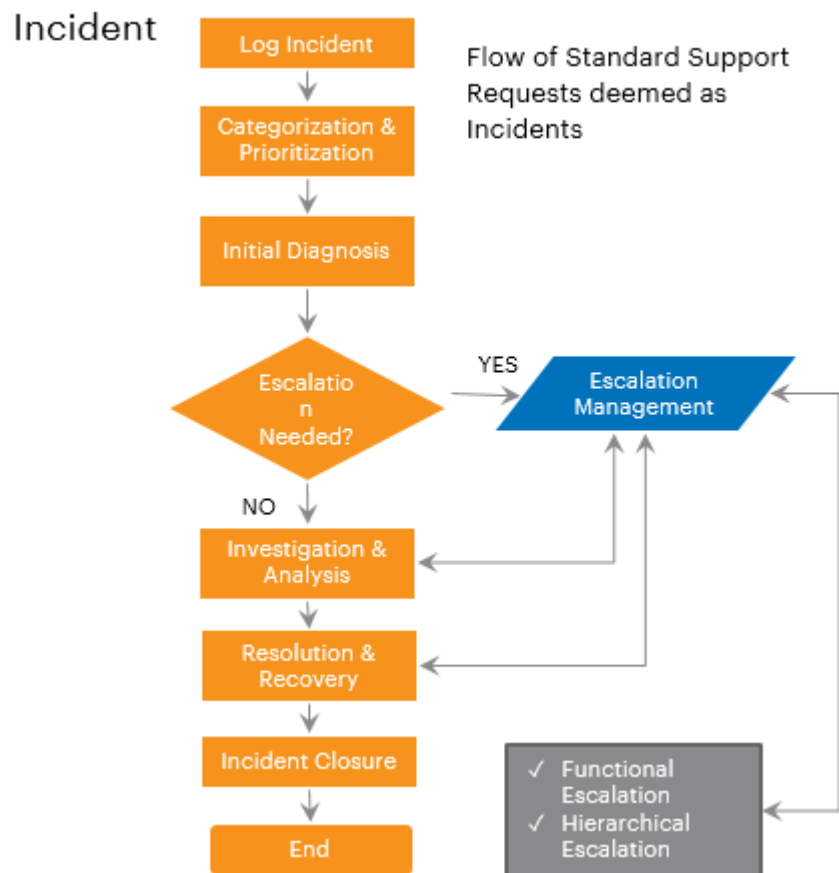 Incident
Log Incident
Flow of Standard Support
Requests deemed as
Incidents
Categorization &
Prioritization
Initial Diagnosis
Escalatio
n
Needed?
YES
Escalation
Management
NO
Investigation &
Analysis
Resolution &
Recovery
Incident Closure
End
✓ Functional
Escalation
✓ Hierarchical
Escalation